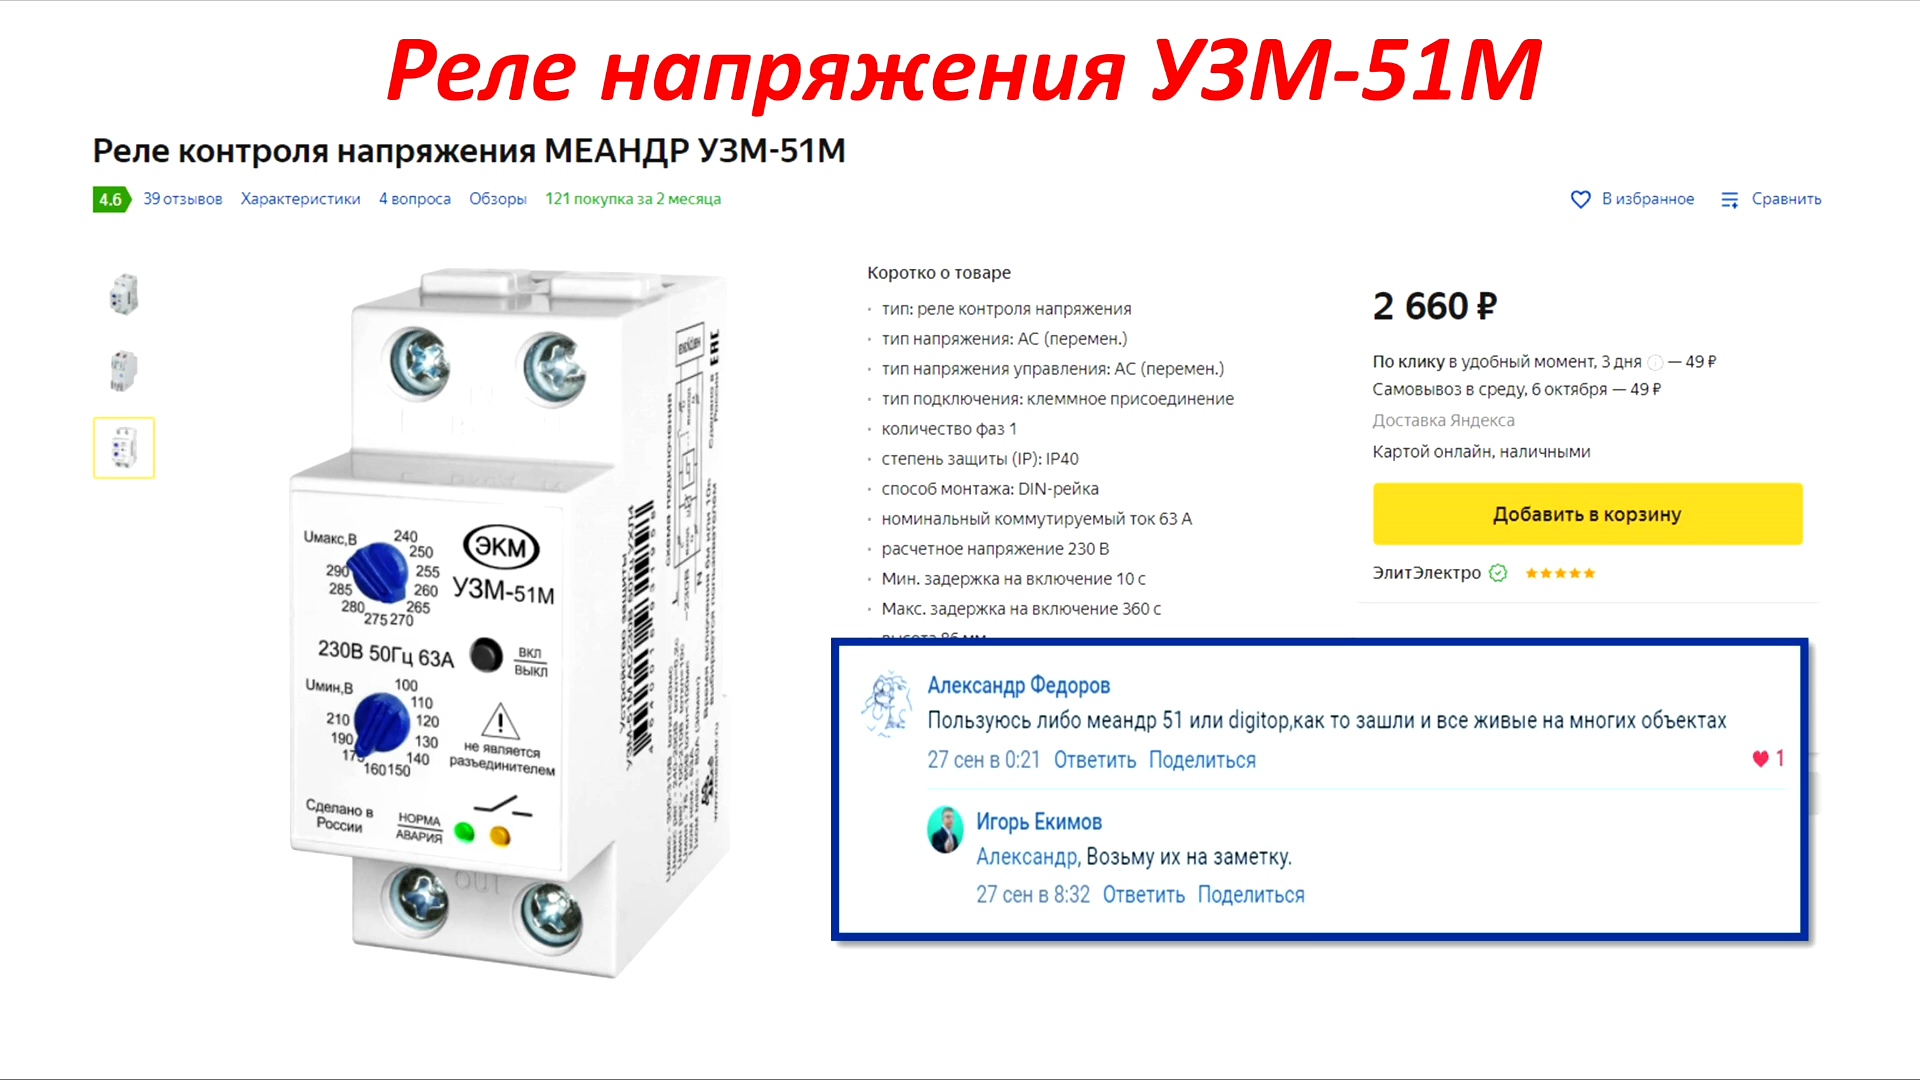 Реле напряжения УЗМ-51М
Реле контроля напряжения МЕАНДР УЗМ-51М
4.6 39 отзывов Характеристики 4 вопроса Обзоры 121 покупка за 2 месяца
В избранное Сравнить
Коротко о товаре
тип: реле контроля напряжения
тип напряжения: AC (перемен.)
тип напряжения управления: AC (перемен.)
тип подключения: клеммное присоединение
количество фаз 1
степень защиты (IP): IP40
способ монтажа: DIN-рейка
номинальный коммутируемый ток 63 А
расчетное напряжение 230 В
Мин. задержка на включение 10 с
Макс. задержка на включение 360 с
высота 86 мм
2 660 ₽
По клику в удобный момент, 3 дня — 49 ₽
Самовывоз в среду, 6 октября — 49 ₽
Доставка Яндекса
Картой онлайн, наличными
Добавить в корзину
ЭлитЭлектро
Uмакс,В
240
250
255
260
265
270
275
280
285
290
ЭКМ
УЗМ-51М
230В 50Гц 63А
ВКЛ
ВЫКЛ
Uмин,В
100
110
120
130
140
150
160
175
190
210
не является
разъединителем
Сделано в
России
НОРМА
АВАРИЯ
OUT
схема подключения
EAC
Александр Федоров
Пользуюсь либо меандр 51 или digitop,как то зашли и все живые на многих объектах
27 сен в 0:21 Ответить Поделиться
1
Игорь Екимов
Александр, Возьму их на заметку.
27 сен в 8:32 Ответить Поделиться